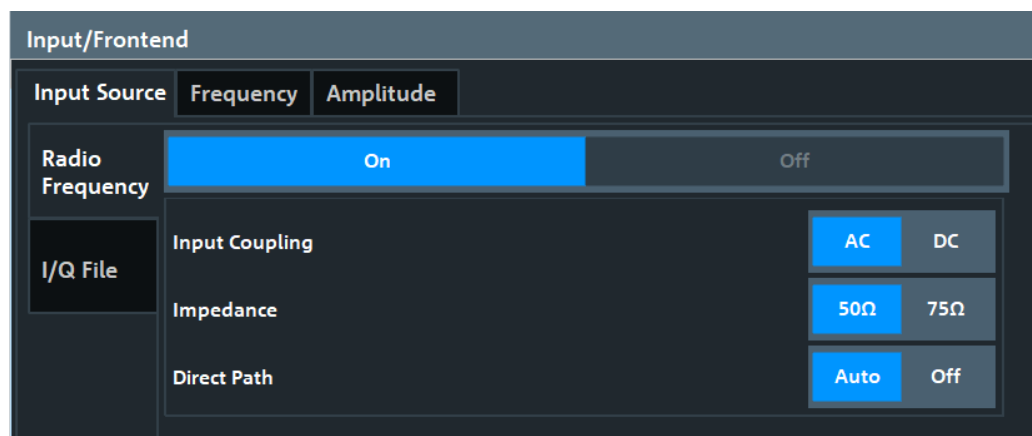 Input/Frontend
Input Source Frequency Amplitude
Radio
Frequency
On Off
Input Coupling AC DC
I/Q File
Impedance 50Ω 75Ω
Direct Path Auto Off